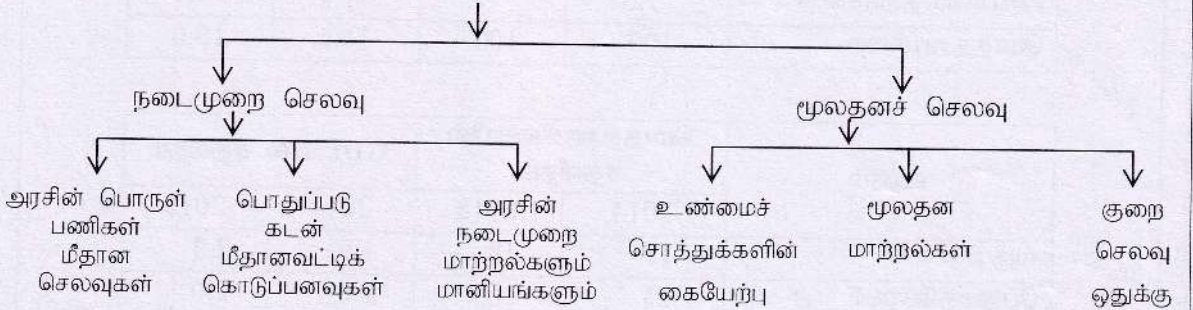 நடைமுறை செலவு
மூலதனச் செலவு
அரசின் பொருள்
பணிகள்
மீதான
செலவுகள்
பொதுப்படு
கடன்
மீதானவட்டிக்
கொடுப்பனவுகள்
அரசின்
நடைமுறை
மாற்றல்களும்
மானியங்களும்
உண்மைச்
சொத்துக்களின்
கையேற்பு
மூலதன
மாற்றல்கள்
குறை
செலவு
ஒதுக்கு